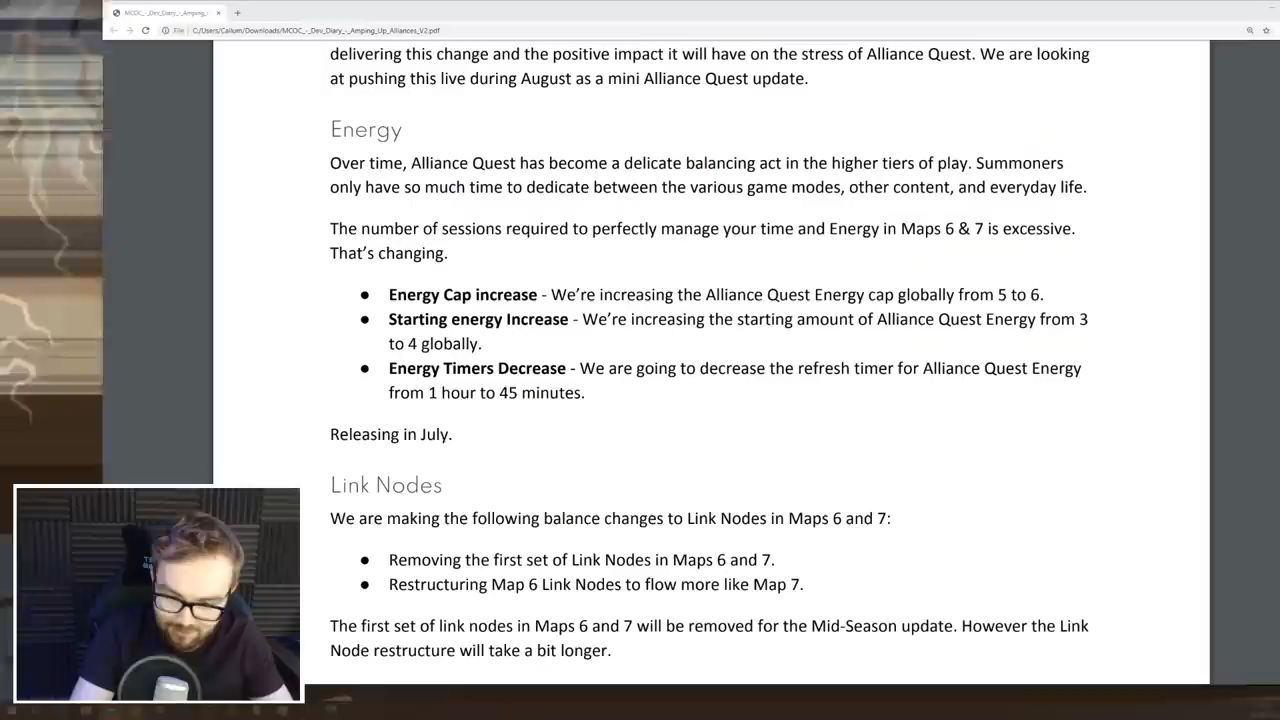 MCOC_-_Dev_Diary_-_Amping_
File
C:/Users/Callum/Downloads/MCOC_-_Dev_Diary_-_Amping_Up_Alliances_V2.pdf
delivering this change and the positive impact it will have on the stress of Alliance Quest. We are looking
at pushing this live during August as a mini Alliance Quest update.
Energy
Over time, Alliance Quest has become a delicate balancing act in the higher tiers of play. Summoners
only have so much time to dedicate between the various game modes, other content, and everyday life.
The number of sessions required to perfectly manage your time and Energy in Maps 6 & 7 is excessive.
That’s changing.
● Energy Cap increase - We’re increasing the Alliance Quest Energy cap globally from 5 to 6.
● Starting energy Increase - We’re increasing the starting amount of Alliance Quest Energy from 3
to 4 globally.
● Energy Timers Decrease - We are going to decrease the refresh timer for Alliance Quest Energy
from 1 hour to 45 minutes.
Releasing in July.
Link Nodes
We are making the following balance changes to Link Nodes in Maps 6 and 7:
● Removing the first set of Link Nodes in Maps 6 and 7.
● Restructuring Map 6 Link Nodes to flow more like Map 7.
The first set of link nodes in Maps 6 and 7 will be removed for the Mid-Season update. However the Link
Node restructure will take a bit longer.